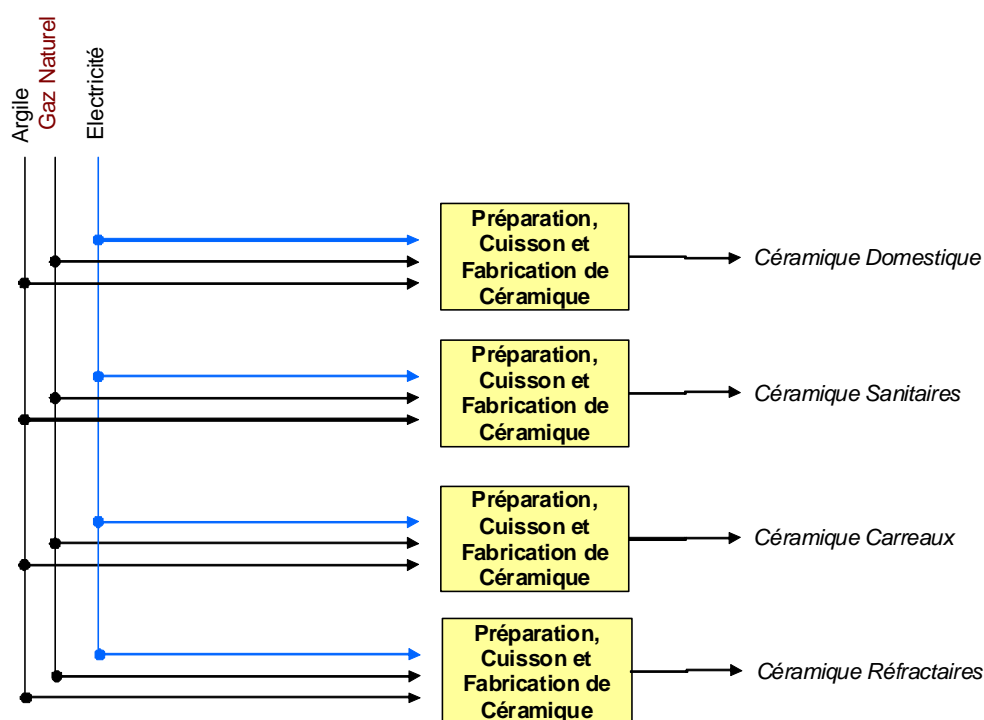 Argile
Gaz Naturel
Electricité
Préparation,
Cuisson et
Fabrication de
Céramique
Céramique Domestique
Préparation,
Cuisson et
Fabrication de
Céramique
Céramique Sanitaires
Préparation,
Cuisson et
Fabrication de
Céramique
Céramique Carreaux
Préparation,
Cuisson et
Fabrication de
Céramique
Céramique Réfractaires